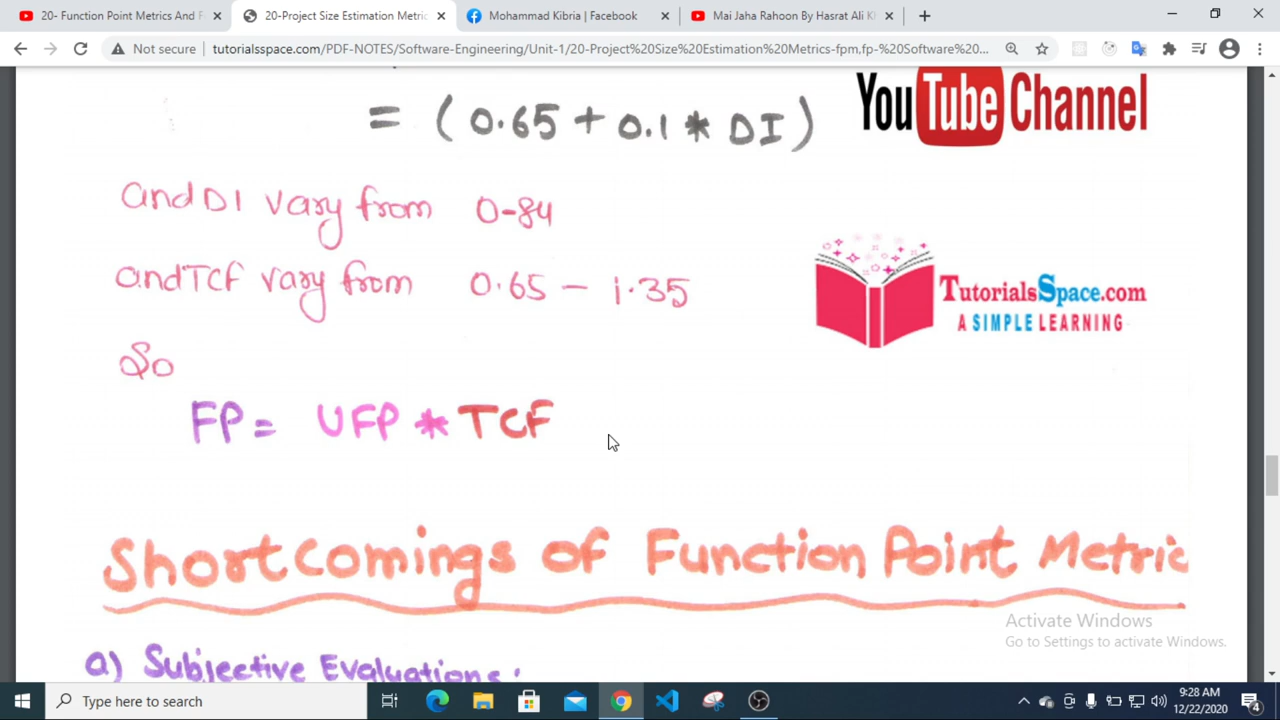 20- Function Point Metrics And F
20-Project Size Estimation Metric
Mohammad Kibria | Facebook
Mai Jaha Rahoon By Hasrat Ali K
Not secure | tutorialsspace.com/PDF-NOTES/Software-Engineering/Unit-1/20-Project%20Size%20Estimation%20Metrics-fpm,fp-%20Software%20...
= (0.65 + 0.1 * DI)
YouTube Channel
and DI vary from 0-84
and TCF vary from 0.65 - 1.35
TutorialsSpace.com
A SIMPLE LEARNING
So
FP = UFP * TCF
ShortComings of Function Point Metric
Activate Windows
Go to Settings to activate Windows.
a) Subjective Evaluations:
Type here to search
9:28 AM
12/22/2020
4